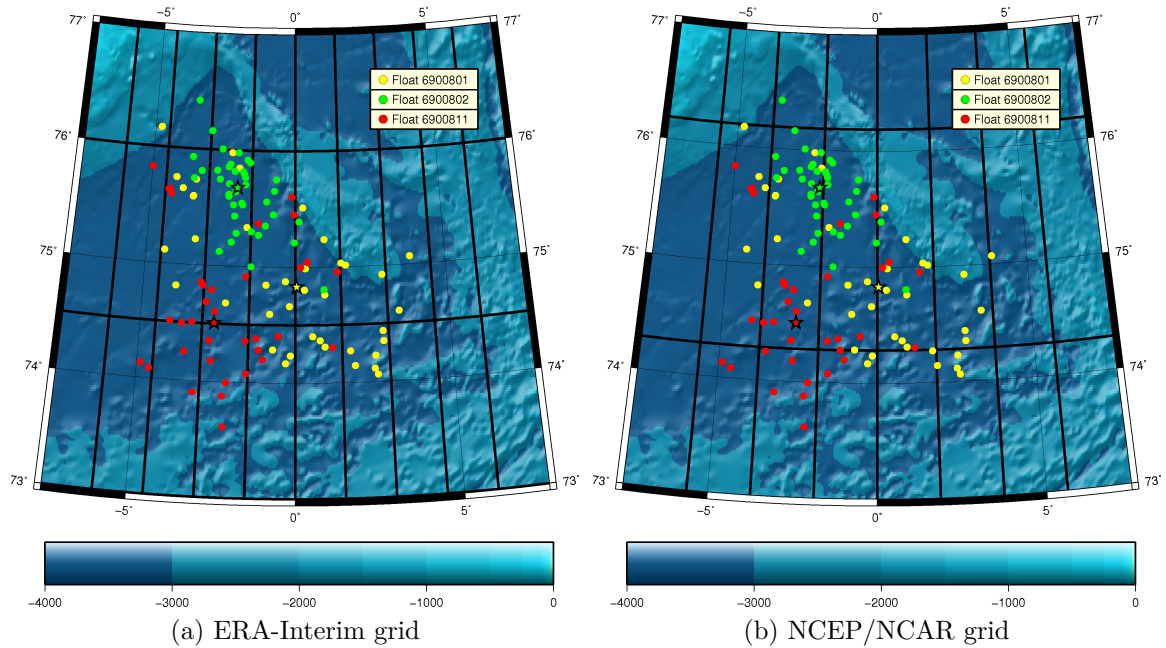 −5° 0° 5° −5° 0° 5°
77° 77° 77° 77°
Float 6900801 Float 6900801
Float 6900802 Float 6900802
Float 6900811 Float 6900811
76° 76° 76° 76°
75° 75° 75° 75°
74° 74° 74° 74°
73° 73° 73° 73°
−5° 0° 5° −5° 0° 5°
−4000 −3000 −2000 −1000 0 −4000 −3000 −2000 −1000 0
(a) ERA-Interim grid (b) NCEP/NCAR grid